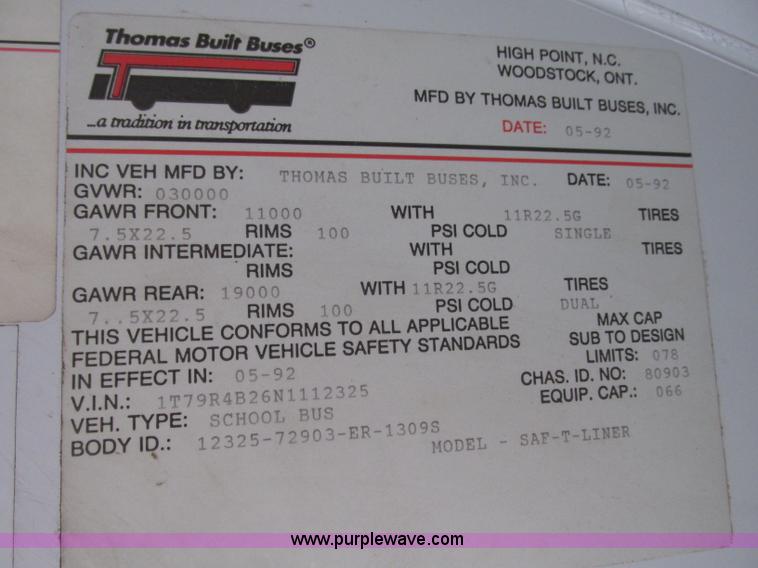 Thomas Built Buses®
...a tradition in transportation
HIGH POINT, N.C.
WOODSTOCK, ONT.
MFD BY THOMAS BUILT BUSES, INC.
DATE: 05-92
INC VEH MFD BY: THOMAS BUILT BUSES, INC. DATE: 05-92
GVWR: 030000
GAWR FRONT: 11000 WITH 11R22.5G TIRES
7.5X22.5 RIMS 100 PSI COLD SINGLE
GAWR INTERMEDIATE: WITH TIRES
RIMS PSI COLD
GAWR REAR: 19000 WITH 11R22.5G TIRES
7..5X22.5 RIMS 100 PSI COLD DUAL
THIS VEHICLE CONFORMS TO ALL APPLICABLE MAX CAP
FEDERAL MOTOR VEHICLE SAFETY STANDARDS SUB TO DESIGN
IN EFFECT IN: 05-92 LIMITS: 078
V.I.N.: 1T79R4B26N1112325 CHAS. ID. NO: 80903
VEH. TYPE: SCHOOL BUS EQUIP. CAP.: 066
BODY ID.: 12325-72903-ER-1309S MODEL - SAF-T-LINER
www.purplewave.com